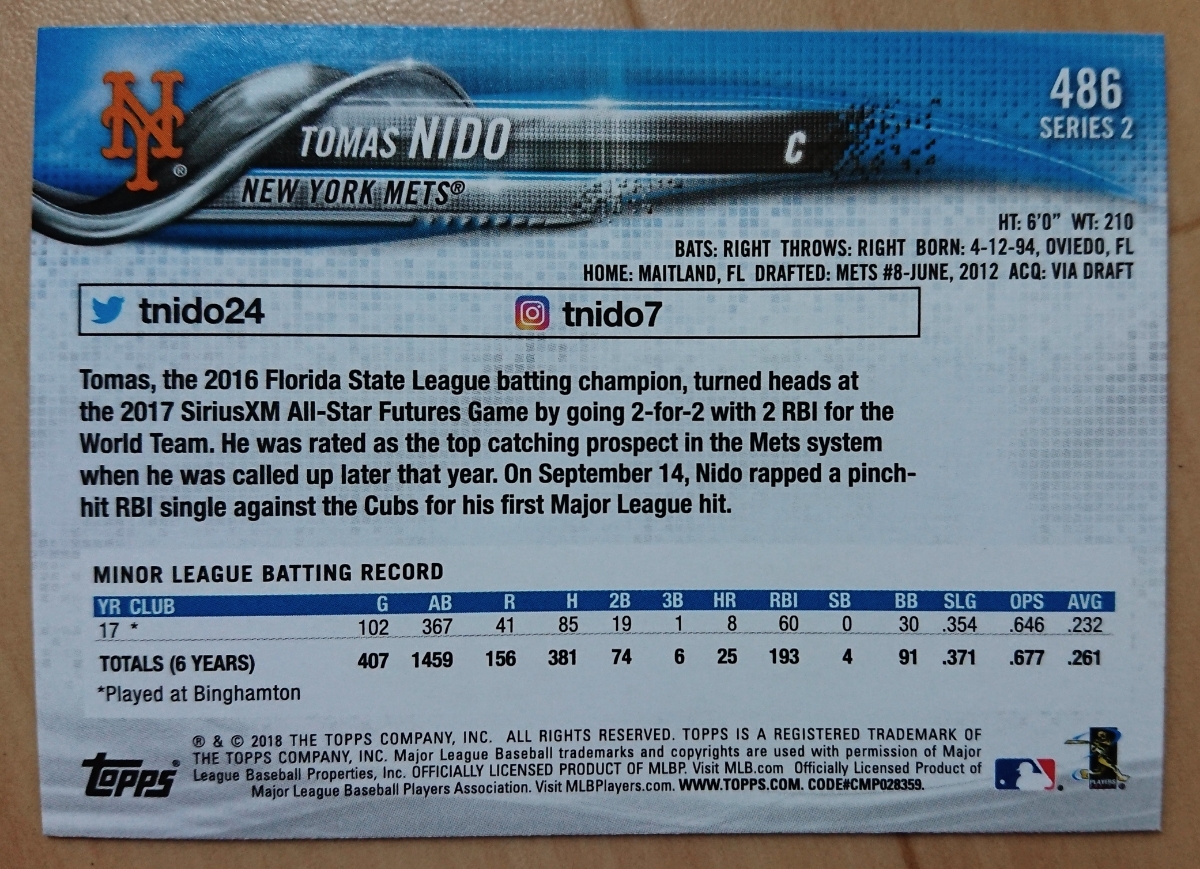 NY ®
486
SERIES 2
TOMAS NIDO C
NEW YORK METS®
HT: 6'0" WT: 210
BATS: RIGHT THROWS: RIGHT BORN: 4-12-94, OVIEDO, FL
HOME: MAITLAND, FL DRAFTED: METS #8-JUNE, 2012 ACQ: VIA DRAFT
tnido24 tnido7
Tomas, the 2016 Florida State League batting champion, turned heads at
the 2017 SiriusXM All-Star Futures Game by going 2-for-2 with 2 RBI for the
World Team. He was rated as the top catching prospect in the Mets system
when he was called up later that year. On September 14, Nido rapped a pinch-
hit RBI single against the Cubs for his first Major League hit.
MINOR LEAGUE BATTING RECORD
YR CLUB G AB R H 2B 3B HR RBI SB BB SLG OPS AVG
17 * 102 367 41 85 19 1 8 60 0 30 .354 .646 .232
TOTALS (6 YEARS) 407 1459 156 381 74 6 25 193 4 91 .371 .677 .261
*Played at Binghamton
® & © 2018 THE TOPPS COMPANY, INC. ALL RIGHTS RESERVED. TOPPS IS A REGISTERED TRADEMARK OF
THE TOPPS COMPANY, INC. Major League Baseball trademarks and copyrights are used with permission of Major
League Baseball Properties, Inc. OFFICIALLY LICENSED PRODUCT OF MLBP. Visit MLB.com Officially Licensed Product of
Major League Baseball Players Association. Visit MLBPlayers.com. WWW.TOPPS.COM. CODE#CMP028359.
Topps®